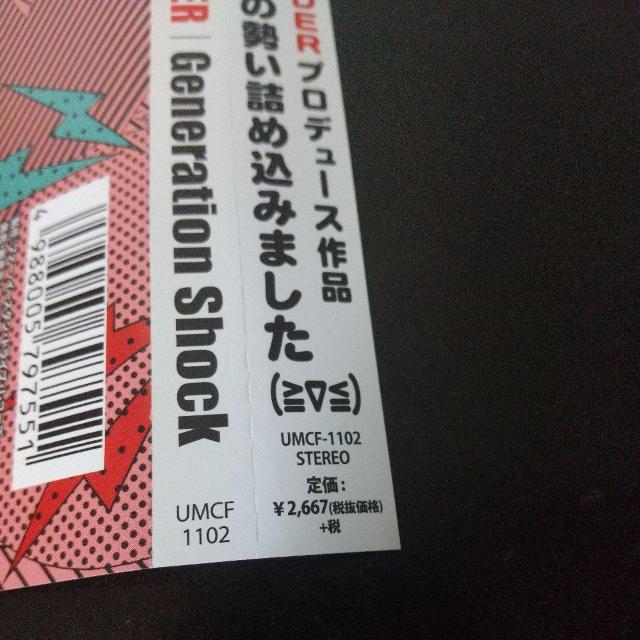 DERプロデュース作品
の勢い詰め込みました
(≧∇≦)
UMCF-1102
STEREO
定価:
¥2,667(税抜価格)
+税
ER | Generation Shock
UMCF
1102
4 988005 797551